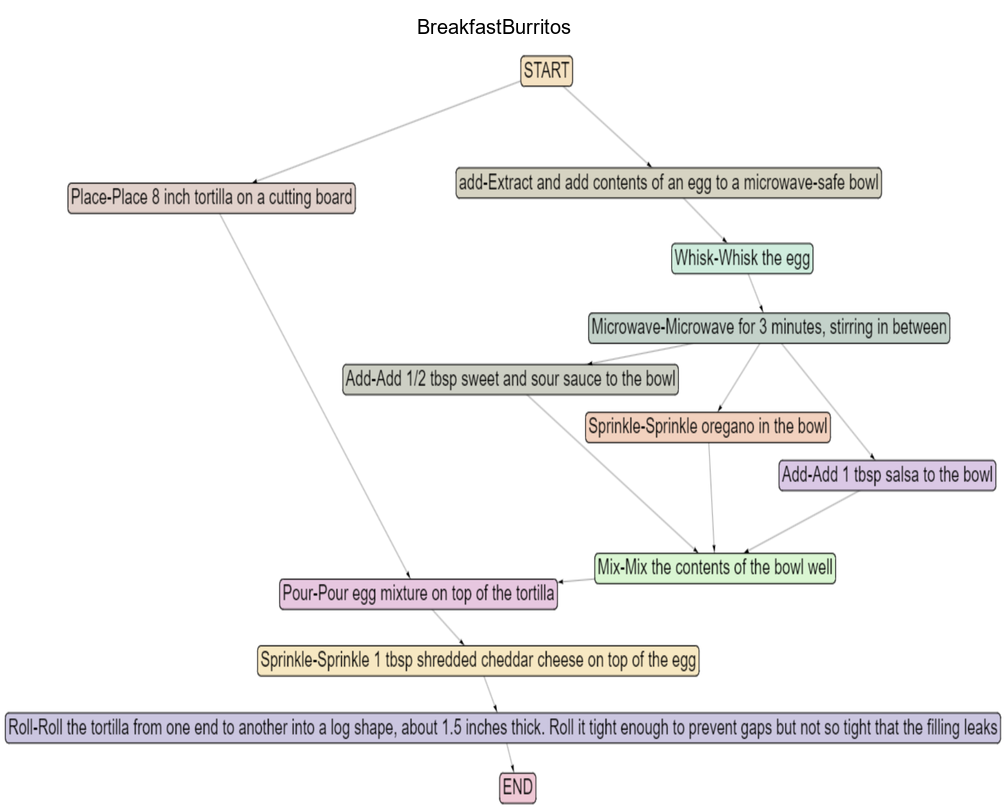 BreakfastBurritos
START
add-Extract and add contents of an egg to a microwave-safe bowl
Place-Place 8 inch tortilla on a cutting board
Whisk-Whisk the egg
Microwave-Microwave for 3 minutes, stirring in between
Add-Add 1/2 tbsp sweet and sour sauce to the bowl
Sprinkle-Sprinkle oregano in the bowl
Add-Add 1 tbsp salsa to the bowl
Mix-Mix the contents of the bowl well
Pour-Pour egg mixture on top of the tortilla
Sprinkle-Sprinkle 1 tbsp shredded cheddar cheese on top of the egg
Roll-Roll the tortilla from one end to another into a log shape, about 1.5 inches thick. Roll it tight enough to prevent gaps but not so tight that the filling leaks
END